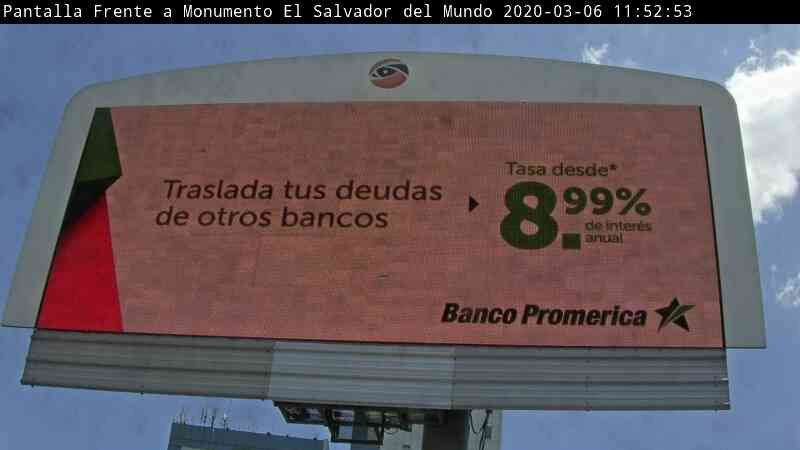 Pantalla Frente a Monumento El Salvador del Mundo 2020-03-06 11:52:53
Traslada tus deudas
de otros bancos
Tasa desde*
8.99%
de interés
anual
Banco Promerica